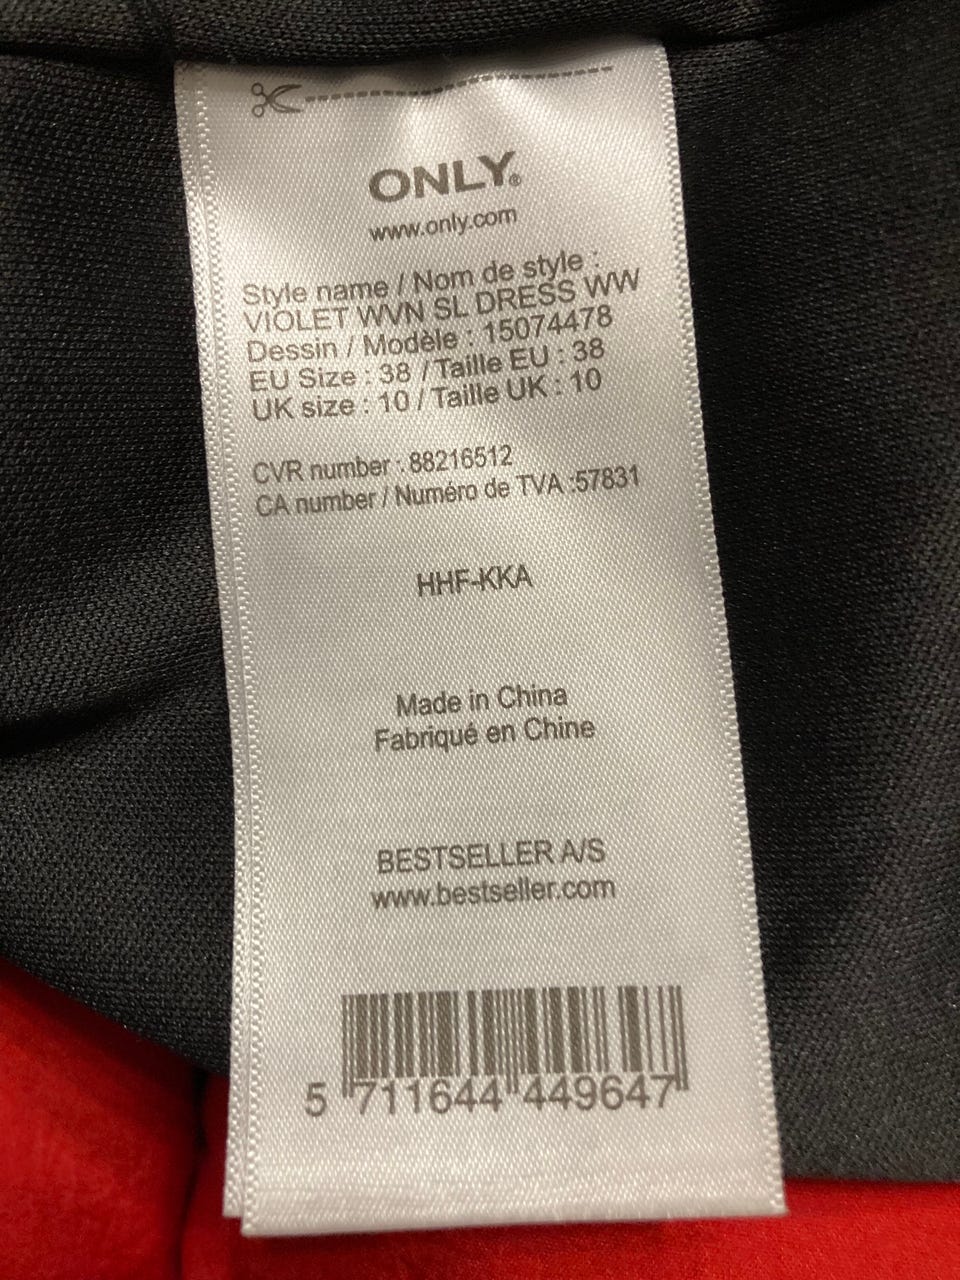 ONLY®
www.only.com
Style name / Nom de style :
VIOLET WVN SL DRESS WW
Dessin / Modèle : 15074478
EU Size : 38 / Taille EU : 38
UK size : 10 / Taille UK : 10
CVR number : 88216512
CA number / Numéro de TVA :57831
HHF-KKA
Made in China
Fabriqué en Chine
BESTSELLER A/S
www.bestseller.com
5 711644 449647